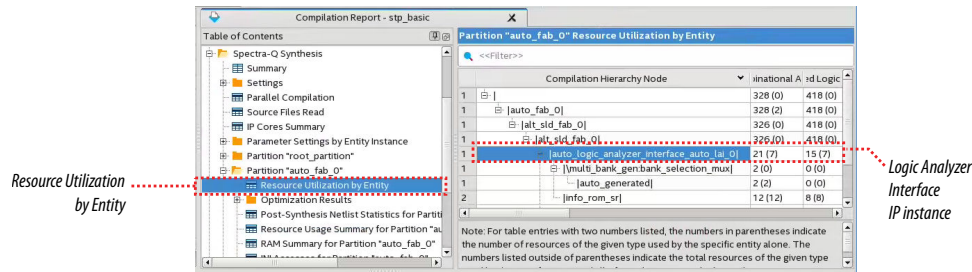 Compilation Report - stp_basic
Table of Contents
Partition "auto_fab_0" Resource Utilization by Entity
Spectra-Q Synthesis
<<Filter>>
Summary
Settings
Compilation Hierarchy Node
inational A
ed Logic
Parallel Compilation
1 | 328 (0) 418 (0)
Source Files Read
1 |auto_fab_0| 328 (2) 418 (0)
IP Cores Summary
1 |alt_sld_fab_0| 326 (0) 418 (0)
Parameter Settings by Entity Instance
1 |alt_sld_fab_0| 326 (0) 418 (0)
Partition "root_partition"
1 |auto_logic_analyzer_interface_auto_lai_0| 21 (7) 15 (7)
Partition "auto_fab_0"
1 |\multi_bank_gen:bank_selection_mux| 2 (0) 0 (0)
Resource Utilization by Entity
1 |auto_generated| 2 (2) 0 (0)
Optimization Results
2 |info_rom_sr| 12 (12) 8 (8)
Post-Synthesis Netlist Statistics for Partiti
Resource Usage Summary for Partition "au
RAM Summary for Partition "auto_fab_0"
Note: For table entries with two numbers listed, the numbers in parentheses indicate
the number of resources of the given type used by the specific entity alone. The
numbers listed outside of parentheses indicate the total resources of the given type
Resource Utilization
by Entity
Logic Analyzer
Interface
IP instance